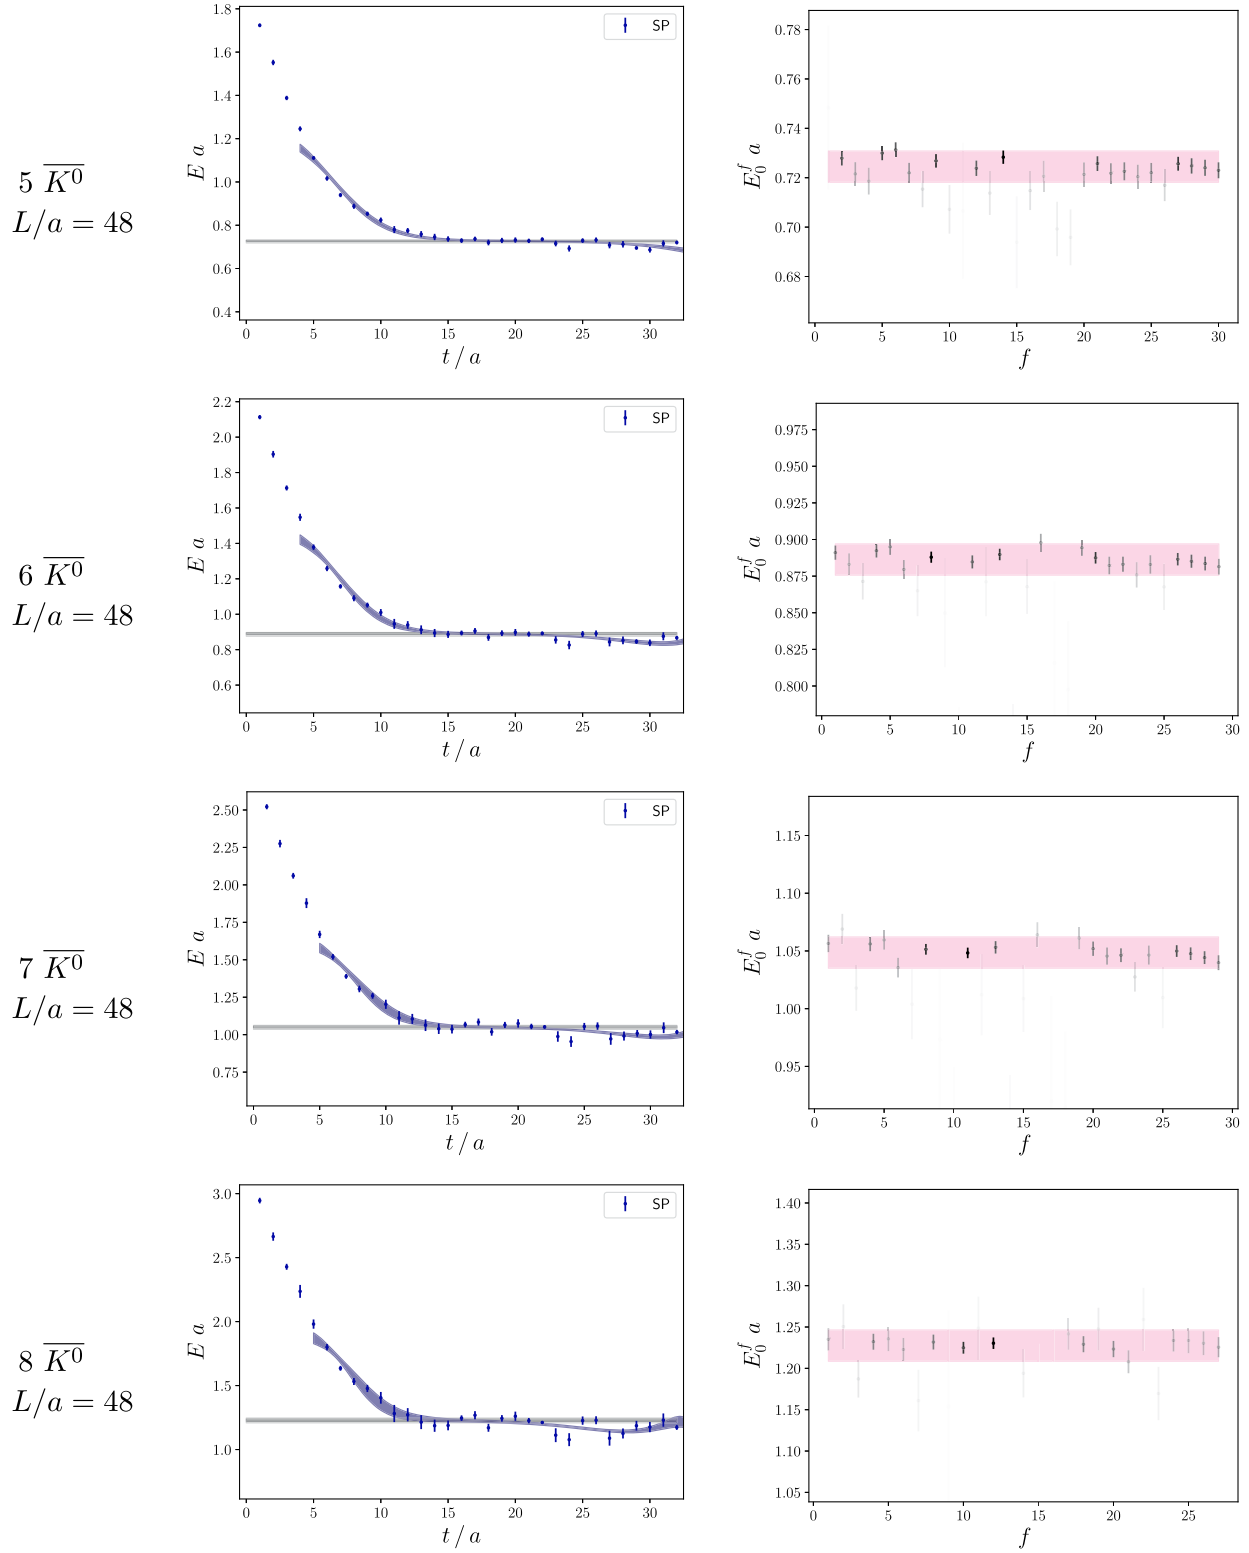 5 $\overline{K^0}$
L/a = 48
1.8
1.6
1.4
1.2
1.0
0.8
0.6
0.4
E a
0 5 10 15 20 25 30
t / a
SP
0.78
0.76
0.74
0.72
0.70
0.68
$E_0^f$ a
0 5 10 15 20 25 30
f
6 $\overline{K^0}$
L/a = 48
2.2
2.0
1.8
1.6
1.4
1.2
1.0
0.8
0.6
E a
0 5 10 15 20 25 30
t / a
SP
0.975
0.950
0.925
0.900
0.875
0.850
0.825
0.800
$E_0^f$ a
0 5 10 15 20 25 30
f
7 $\overline{K^0}$
L/a = 48
2.50
2.25
2.00
1.75
1.50
1.25
1.00
0.75
E a
0 5 10 15 20 25 30
t / a
SP
1.15
1.10
1.05
1.00
0.95
$E_0^f$ a
0 5 10 15 20 25 30
f
8 $\overline{K^0}$
L/a = 48
3.0
2.5
2.0
1.5
1.0
E a
0 5 10 15 20 25 30
t / a
SP
1.40
1.35
1.30
1.25
1.20
1.15
1.10
1.05
$E_0^f$ a
0 5 10 15 20 25
f